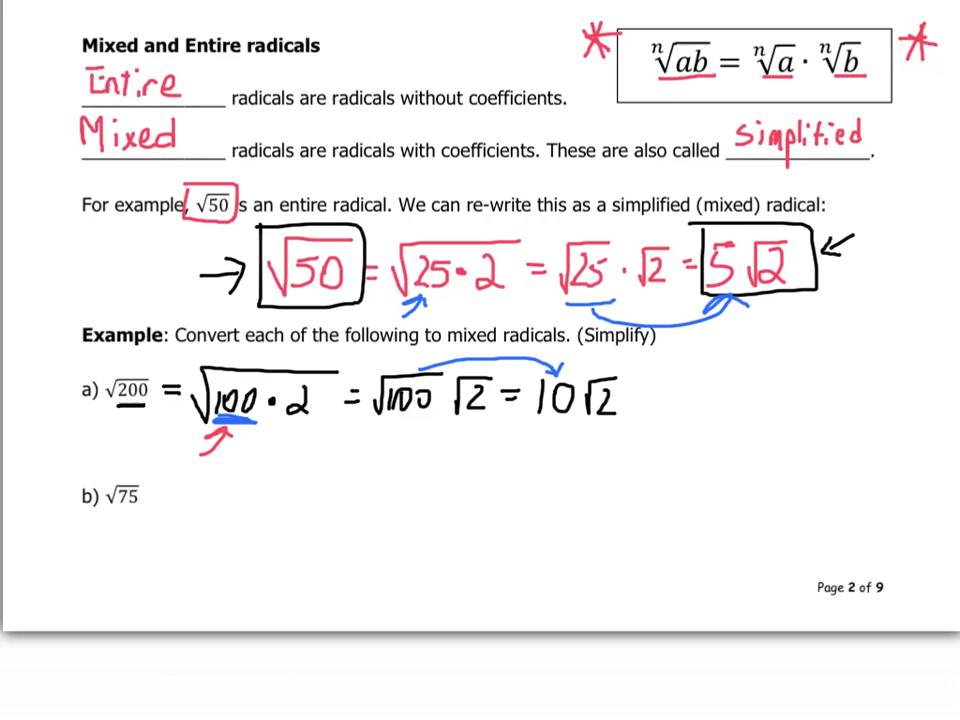 Mixed and Entire radicals
ⁿ√ab = ⁿ√a · ⁿ√b
Entire radicals are radicals without coefficients.
Mixed radicals are radicals with coefficients. These are also called simplified.
For example, √50 is an entire radical. We can re-write this as a simplified (mixed) radical:
→ √50 = √25·2 = √25 · √2 = 5√2
Example: Convert each of the following to mixed radicals. (Simplify)
a) √200 = √100·2 = √100 √2 = 10√2
b) √75
Page 2 of 9